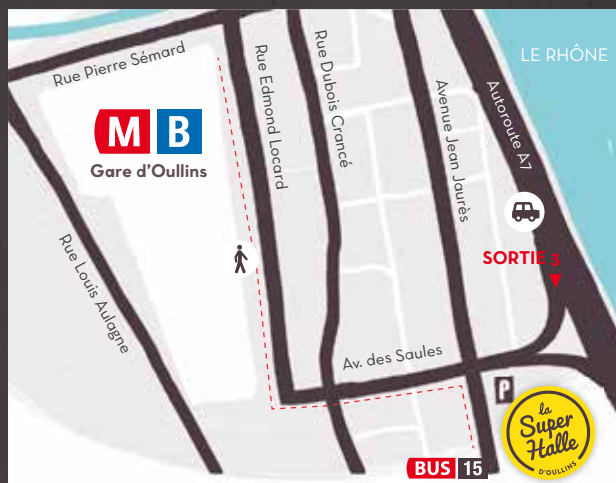 LE RHÔNE
Rue Pierre Sémard
Rue Edmond Locard
Rue Dubois Crancé
Avenue Jean Jaurès
Autoroute A7
M B
Gare d'Oullins
Rue Louis Aulagne
SORTIE 3
Av. des Saules
P
la
Super
Halle
D'OULLINS
BUS 15